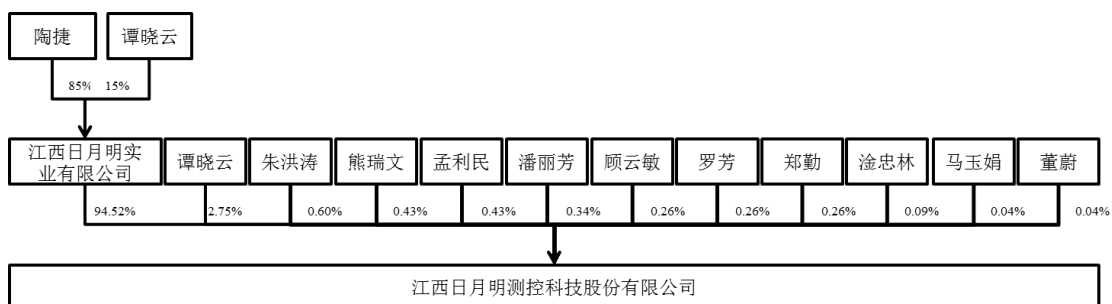 陶捷
谭晓云
85%
15%
江西日月明实
业有限公司
谭晓云
朱洪涛
熊瑞文
孟利民
潘丽芳
顾云敏
罗芳
郑勤
淦忠林
马玉娟
董蔚
94.52%
2.75%
0.60%
0.43%
0.43%
0.34%
0.26%
0.26%
0.26%
0.09%
0.04%
0.04%
江西日月明测控科技股份有限公司